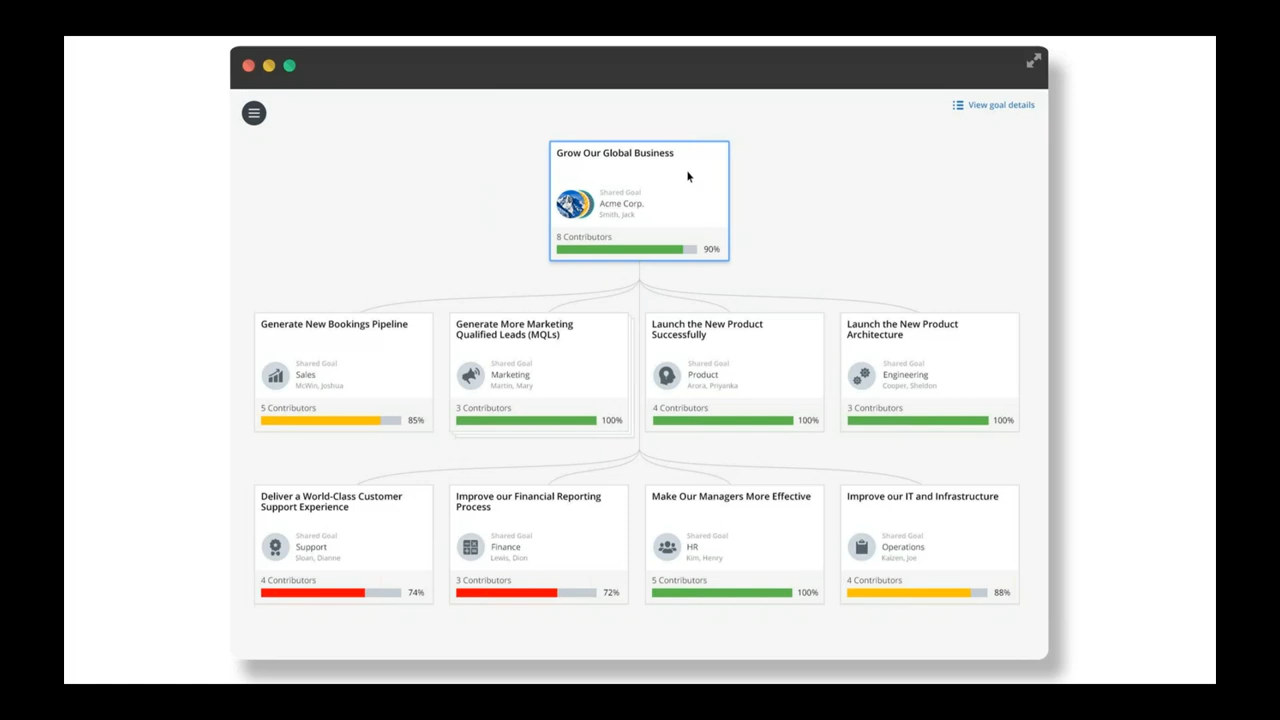 View goal details
Grow Our Global Business
Shared Goal
Acme Corp.
Smith, Jack
8 Contributors
90%
Generate New Bookings Pipeline
Shared Goal
Sales
McWin, Joshua
5 Contributors
85%
Generate More Marketing
Qualified Leads (MQLs)
Shared Goal
Marketing
Martin, Mary
3 Contributors
100%
Launch the New Product
Successfully
Shared Goal
Product
Arora, Priyanka
4 Contributors
100%
Launch the New Product
Architecture
Shared Goal
Engineering
Cooper, Sheldon
3 Contributors
100%
Deliver a World-Class Customer
Support Experience
Shared Goal
Support
Sloan, Dianne
4 Contributors
74%
Improve our Financial Reporting
Process
Shared Goal
Finance
Lewis, Dion
3 Contributors
72%
Make Our Managers More Effective
Shared Goal
HR
Kim, Henry
5 Contributors
100%
Improve our IT and Infrastructure
Shared Goal
Operations
Kaizen, Joe
4 Contributors
88%